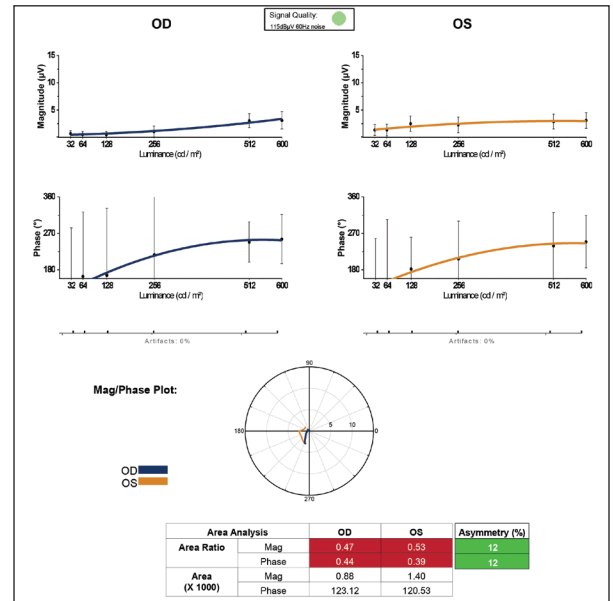 Signal Quality:
115dBµV 60Hz noise
OD
OS
15
10
5
Magnitude (µV)
32 64 128 256 512 600
Luminance (cd / m²)
15
10
5
Magnitude (µV)
32 64 128 256 512 600
Luminance (cd / m²)
360
270
180
Phase (°)
32 64 128 256 512 600
Luminance (cd / m²)
360
270
180
Phase (°)
32 64 128 256 512 600
Luminance (cd / m²)
Artifacts: 0%
Artifacts: 0%
Mag/Phase Plot:
90
180 5 10 0
270
OD
OS
Area Analysis OD OS Asymmetry (%)
Area Ratio Mag 0.47 0.53 12
Phase 0.44 0.39 12
Area
(X 1000)
Mag 0.88 1.40
Phase 123.12 120.53